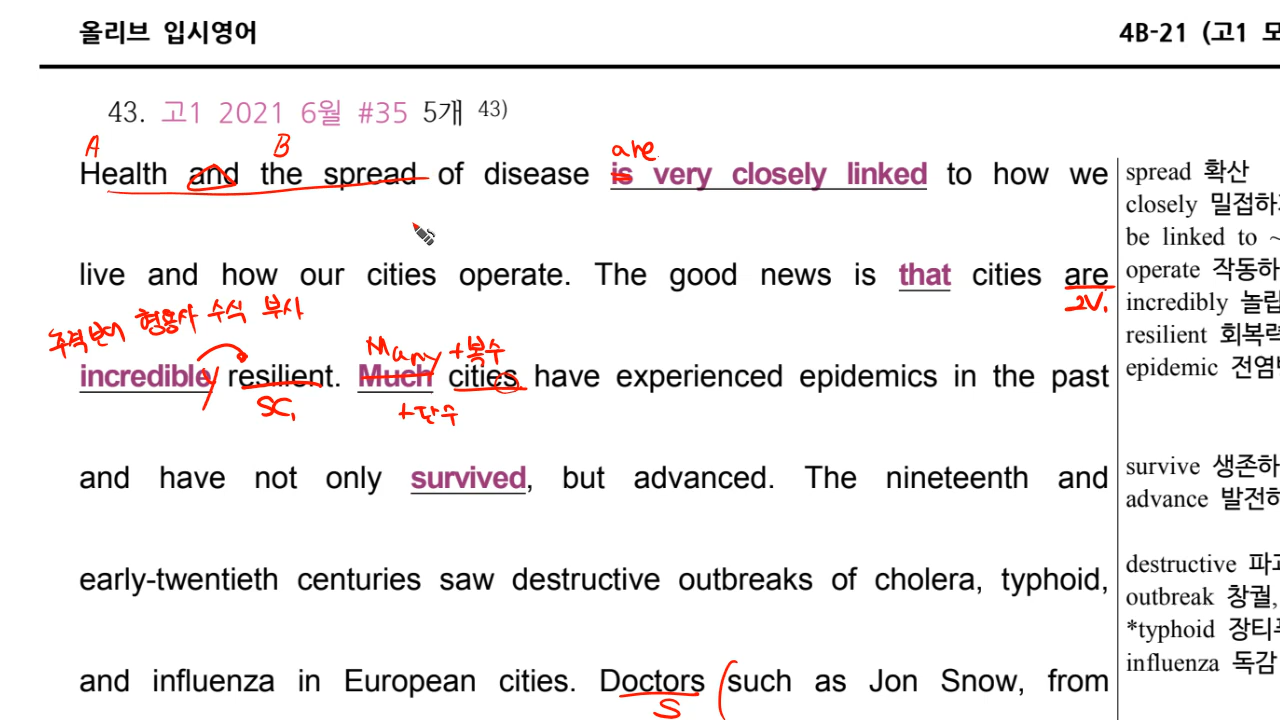 올리브 입시영어
4B-21 (고1 모
43. 고1 2021 6월 #35 5개 43)
A B are
Health and the spread of disease is very closely linked to how we
live and how our cities operate. The good news is that cities are
2V.
주격보어 형용사 수식 부사
Many +복수
incredibley resilient. Much cities have experienced epidemics in the past
SC. +단수
and have not only survived, but advanced. The nineteenth and
early-twentieth centuries saw destructive outbreaks of cholera, typhoid,
and influenza in European cities. Doctors (such as Jon Snow, from
S
spread 확산
closely 밀접하
be linked to ~
operate 작동하
incredibly 놀랍
resilient 회복력
epidemic 전염
survive 생존하
advance 발전하
destructive 파
outbreak 창궐,
*typhoid 장티
influenza 독감